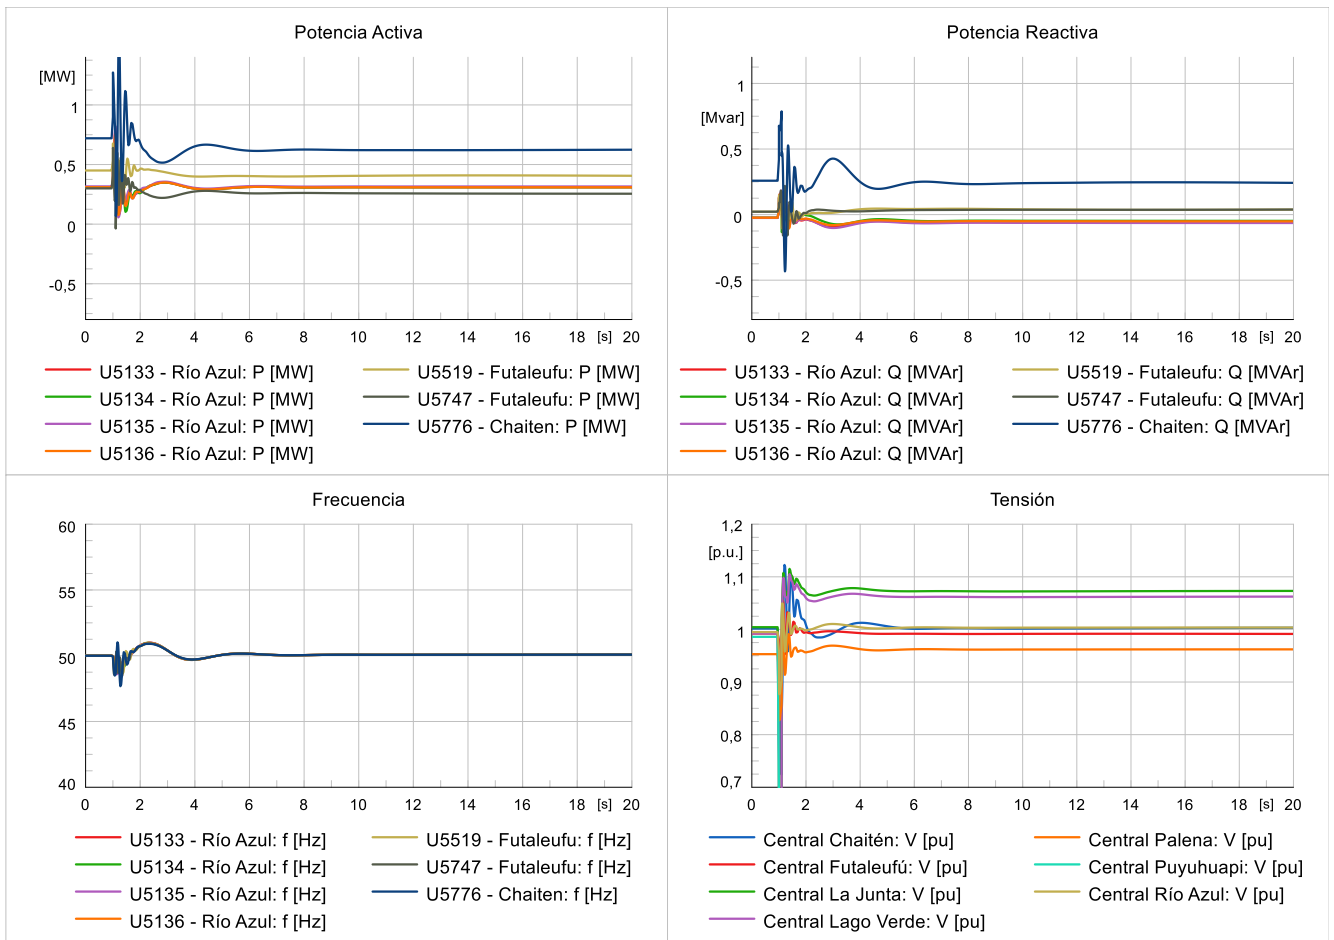 Potencia Activa
[MW]
1
0,5
0
-0,5
0 2 4 6 8 10 12 14 16 18 [s] 20
U5133 - Río Azul: P [MW]
U5134 - Río Azul: P [MW]
U5135 - Río Azul: P [MW]
U5136 - Río Azul: P [MW]
U5519 - Futaleufu: P [MW]
U5747 - Futaleufu: P [MW]
U5776 - Chaiten: P [MW]
Potencia Reactiva
1
[Mvar]
0,5
0
-0,5
0 2 4 6 8 10 12 14 16 18 [s] 20
U5133 - Río Azul: Q [MVAr]
U5134 - Río Azul: Q [MVAr]
U5135 - Río Azul: Q [MVAr]
U5136 - Río Azul: Q [MVAr]
U5519 - Futaleufu: Q [MVAr]
U5747 - Futaleufu: Q [MVAr]
U5776 - Chaiten: Q [MVAr]
Frecuencia
60
55
50
45
40
0 2 4 6 8 10 12 14 16 18 [s] 20
U5133 - Río Azul: f [Hz]
U5134 - Río Azul: f [Hz]
U5135 - Río Azul: f [Hz]
U5136 - Río Azul: f [Hz]
U5519 - Futaleufu: f [Hz]
U5747 - Futaleufu: f [Hz]
U5776 - Chaiten: f [Hz]
Tensión
1,2
[p.u.]
1,1
1
0,9
0,8
0,7
0 2 4 6 8 10 12 14 16 18 [s] 20
Central Chaitén: V [pu]
Central Futaleufú: V [pu]
Central La Junta: V [pu]
Central Lago Verde: V [pu]
Central Palena: V [pu]
Central Puyuhuapi: V [pu]
Central Río Azul: V [pu]